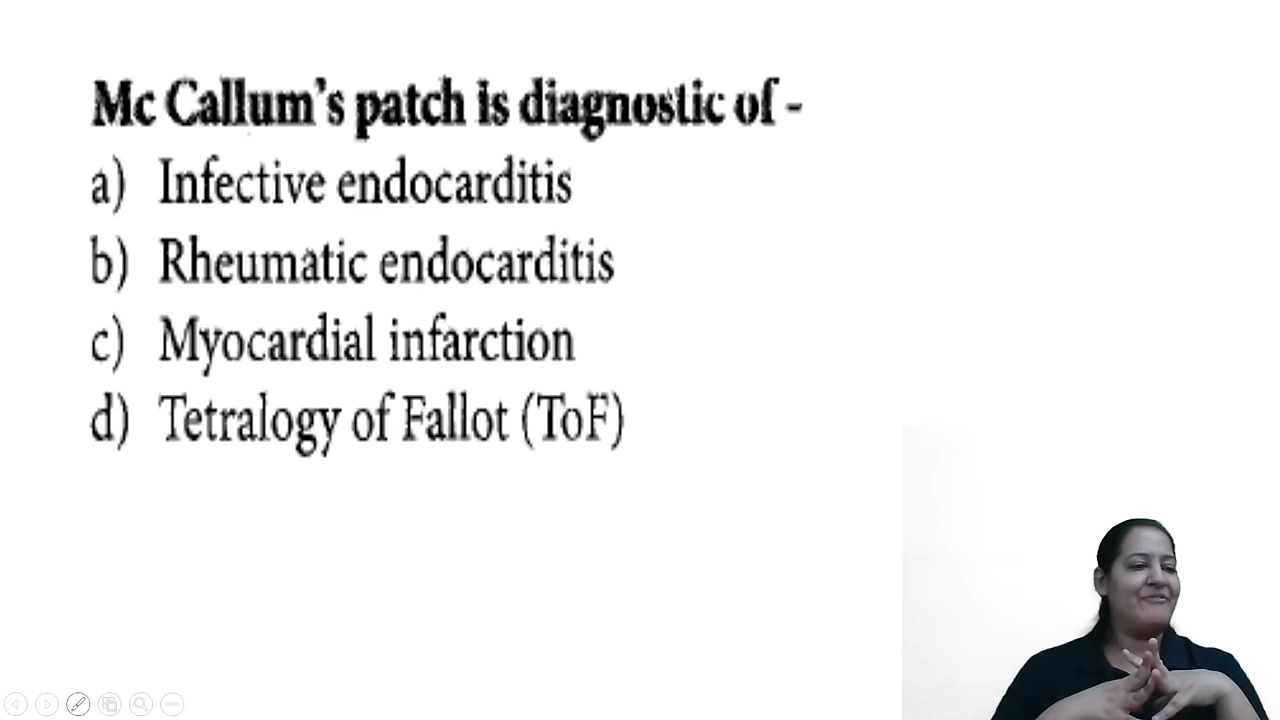 Mc Callum's patch is diagnostic of -
a) Infective endocarditis
b) Rheumatic endocarditis
c) Myocardial infarction
d) Tetralogy of Fallot (ToF)